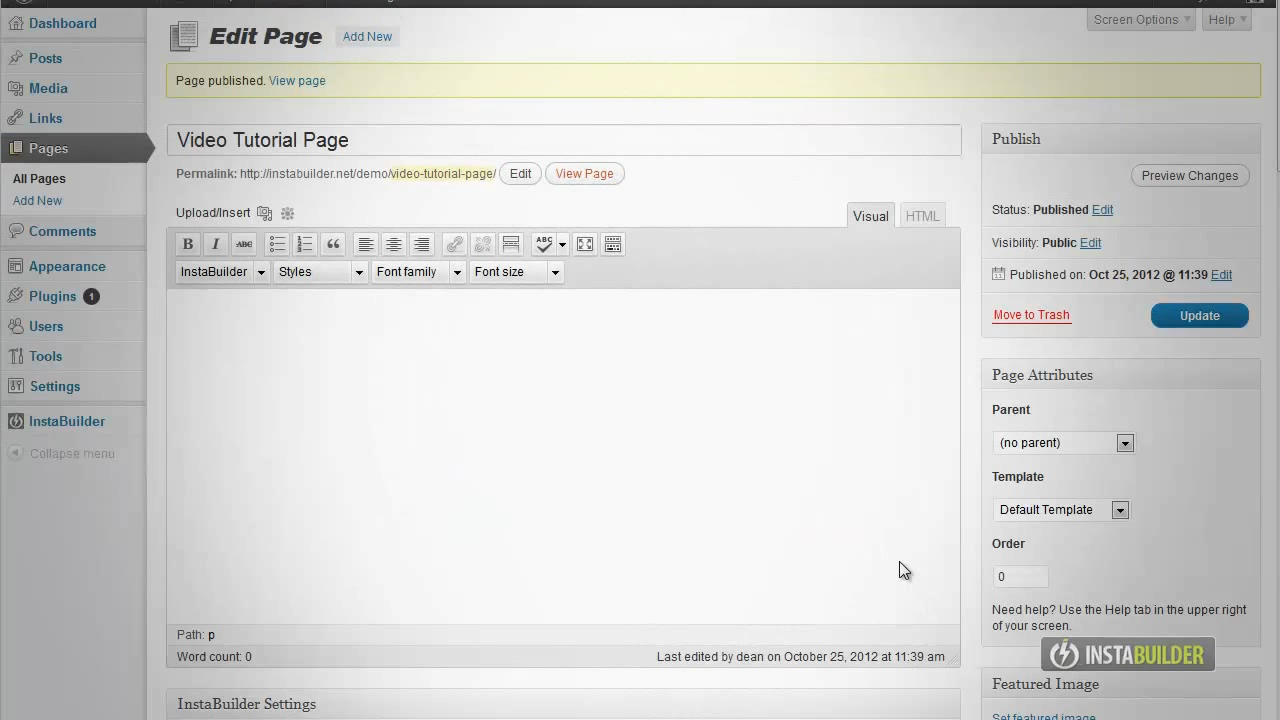 Dashboard
Posts
Media
Links
Pages
All Pages
Add New
Comments
Appearance
Plugins 1
Users
Tools
Settings
InstaBuilder
Collapse menu
Screen Options Help
Edit Page Add New
Page published. View page
Video Tutorial Page
Permalink: http://instabuilder.net/demo/video-tutorial-page/ Edit View Page
Upload/Insert Visual HTML
B I ABC ABC
InstaBuilder Styles Font family Font size
Path: p
Word count: 0 Last edited by dean on October 25, 2012 at 11:39 am
InstaBuilder Settings
Publish
Preview Changes
Status: Published Edit
Visibility: Public Edit
Published on: Oct 25, 2012 @ 11:39 Edit
Move to Trash Update
Page Attributes
Parent
(no parent)
Template
Default Template
Order
0
Need help? Use the Help tab in the upper right
of your screen.
INSTABUILDER
Featured Image
Set featured image